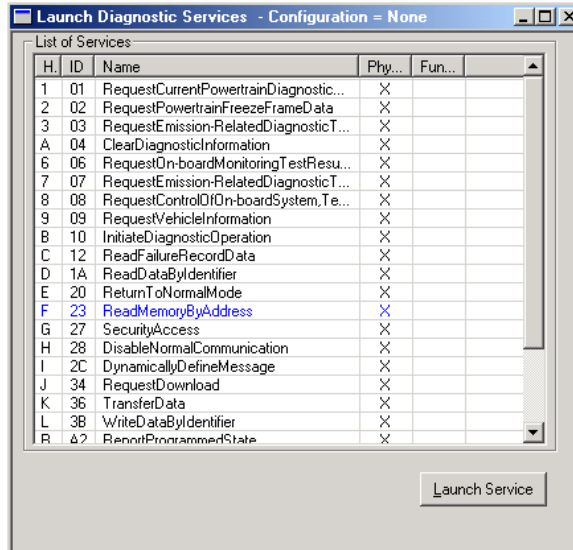 Launch Diagnostic Services - Configuration = None
List of Services
H. ID Name Phy... Fun...
1 01 RequestCurrentPowertrainDiagnostic... X
2 02 RequestPowertrainFreezeFrameData X
3 03 RequestEmission-RelatedDiagnosticT... X
A 04 ClearDiagnosticInformation X
6 06 RequestOn-boardMonitoringTestResu... X
7 07 RequestEmission-RelatedDiagnosticT... X
8 08 RequestControlOfOn-boardSystem,Te... X
9 09 RequestVehicleInformation X
B 10 InitiateDiagnosticOperation X
C 12 ReadFailureRecordData X
D 1A ReadDataByIdentifier X
E 20 ReturnToNormalMode X
F 23 ReadMemoryByAddress X
G 27 SecurityAccess X
H 28 DisableNormalCommunication X
I 2C DynamicallyDefineMessage X
J 34 RequestDownload X
K 36 TransferData X
L 3B WriteDataByIdentifier X
R A2 ReportProgrammedState X
Launch Service